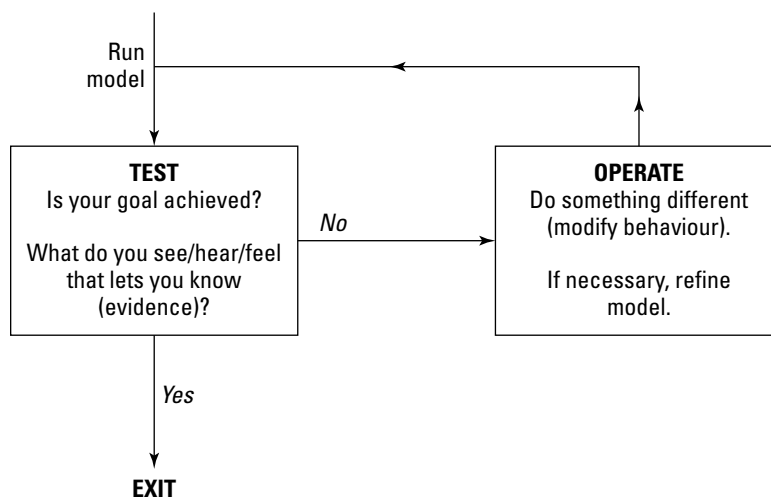 Run
model
TEST
Is your goal achieved?
What do you see/hear/feel
that lets you know
(evidence)?
No
OPERATE
Do something different
(modify behaviour).
If necessary, refine
model.
Yes
EXIT